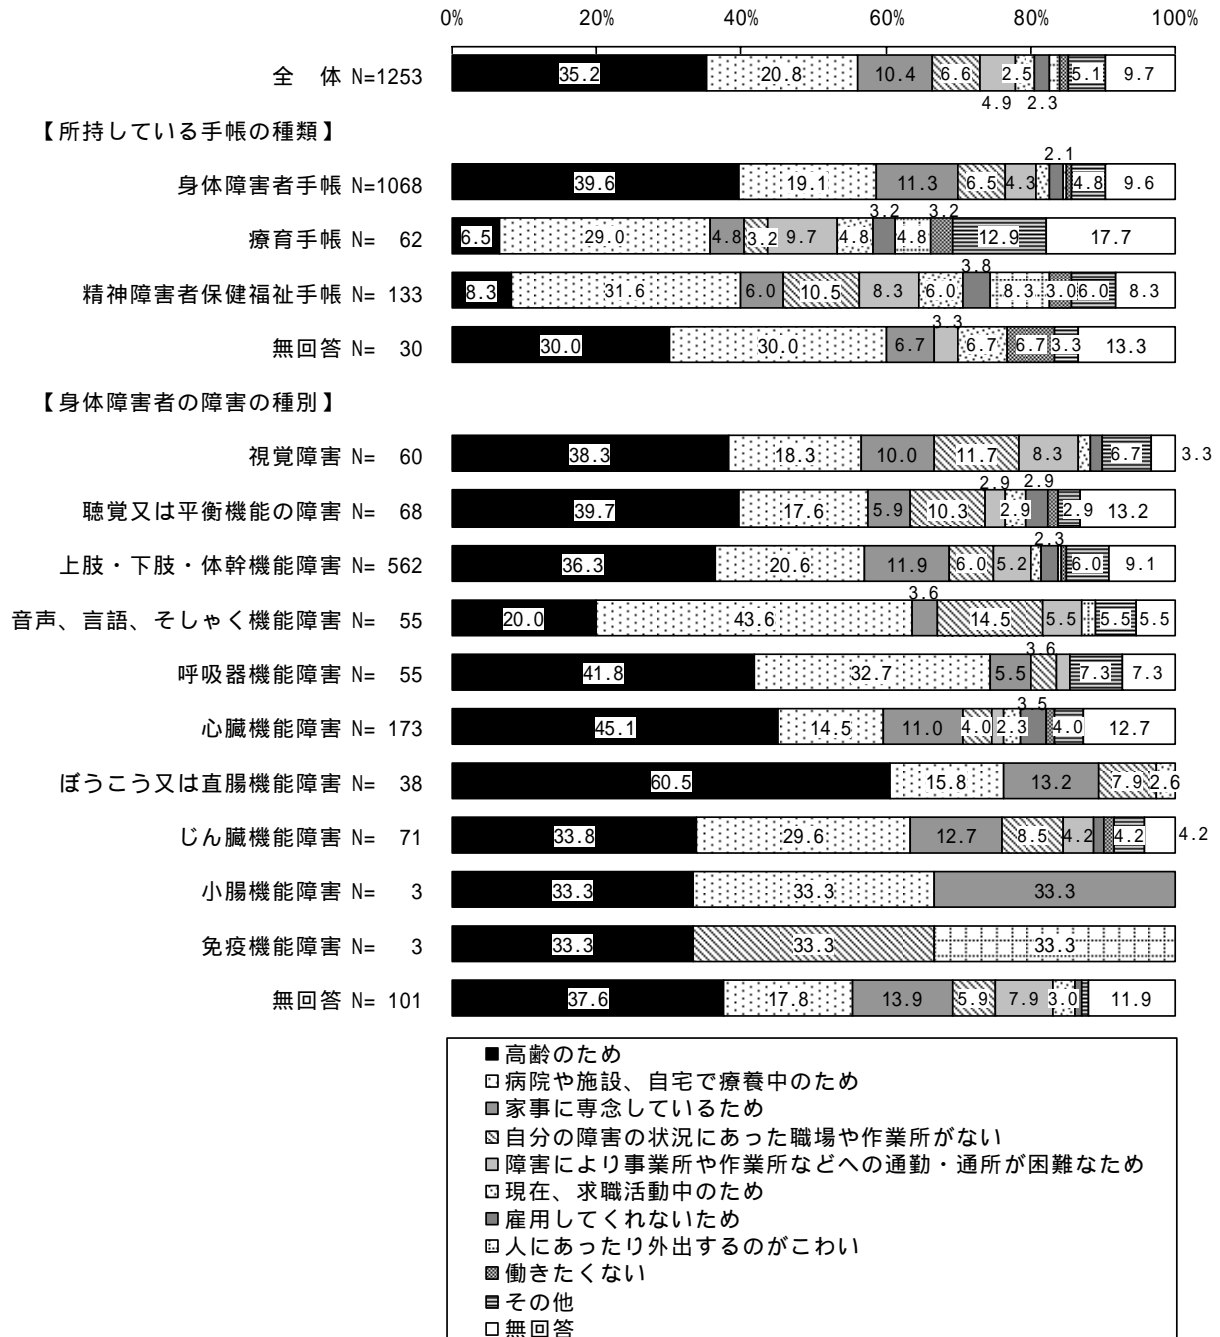 0% 20% 40% 60% 80% 100%
全　体 N=1253 35.2 20.8 10.4 6.6 4.9 2.5 2.3 5.1 9.7
【所持している手帳の種類】
身体障害者手帳 N=1068 39.6 19.1 11.3 6.5 4.3 2.1 4.8 9.6
療育手帳 N= 62 6.5 29.0 4.8 3.2 9.7 4.8 3.2 4.8 3.2 12.9 17.7
精神障害者保健福祉手帳 N= 133 8.3 31.6 6.0 10.5 8.3 6.0 3.8 8.3 3.0 6.0 8.3
無回答 N= 30 30.0 30.0 6.7 3.3 6.7 6.7 3.3 13.3
【身体障害者の障害の種別】
視覚障害 N= 60 38.3 18.3 10.0 11.7 8.3 6.7 3.3
聴覚又は平衡機能の障害 N= 68 39.7 17.6 5.9 10.3 2.9 2.9 2.9 2.9 13.2
上肢・下肢・体幹機能障害 N= 562 36.3 20.6 11.9 6.0 5.2 2.3 6.0 9.1
音声、言語、そしゃく機能障害 N= 55 20.0 43.6 3.6 14.5 5.5 5.5 5.5
呼吸器機能障害 N= 55 41.8 32.7 5.5 3.6 7.3 7.3
心臓機能障害 N= 173 45.1 14.5 11.0 4.0 2.3 3.5 4.0 12.7
ぼうこう又は直腸機能障害 N= 38 60.5 15.8 13.2 7.9 2.6
じん臓機能障害 N= 71 33.8 29.6 12.7 8.5 4.2 4.2 4.2
小腸機能障害 N= 3 33.3 33.3 33.3
免疫機能障害 N= 3 33.3 33.3 33.3
無回答 N= 101 37.6 17.8 13.9 5.9 7.9 3.0 11.9
高齢のため
病院や施設、自宅で療養中のため
家事に専念しているため
自分の障害の状況にあった職場や作業所がない
障害により事業所や作業所などへの通勤・通所が困難なため
現在、求職活動中のため
雇用してくれないため
人にあったり外出するのがこわい
働きたくない
その他
無回答